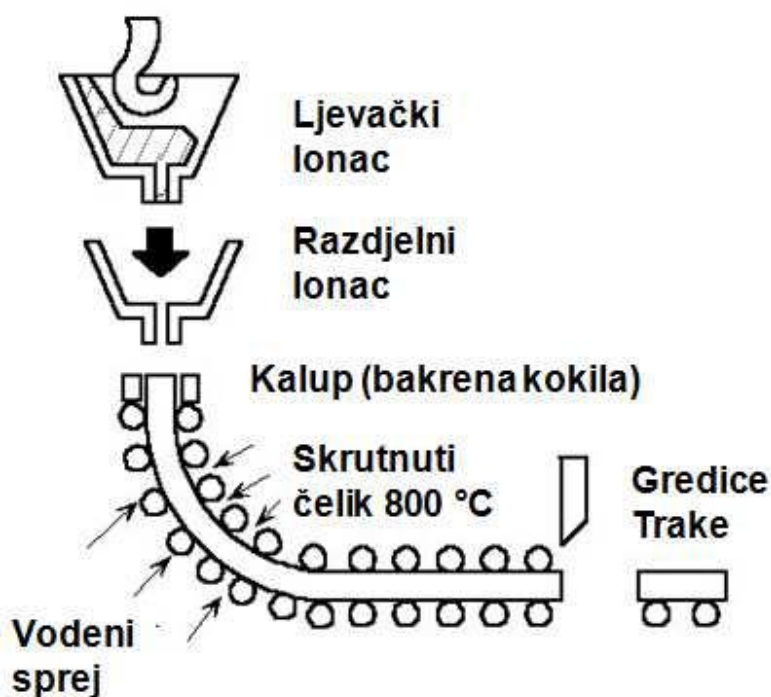 Ljevački
lonac
Razdjelni
lonac
Kalup (bakrena kokila)
Skrutnuti
čelik 800 °C
Gredice
Trake
Vodeni
sprej